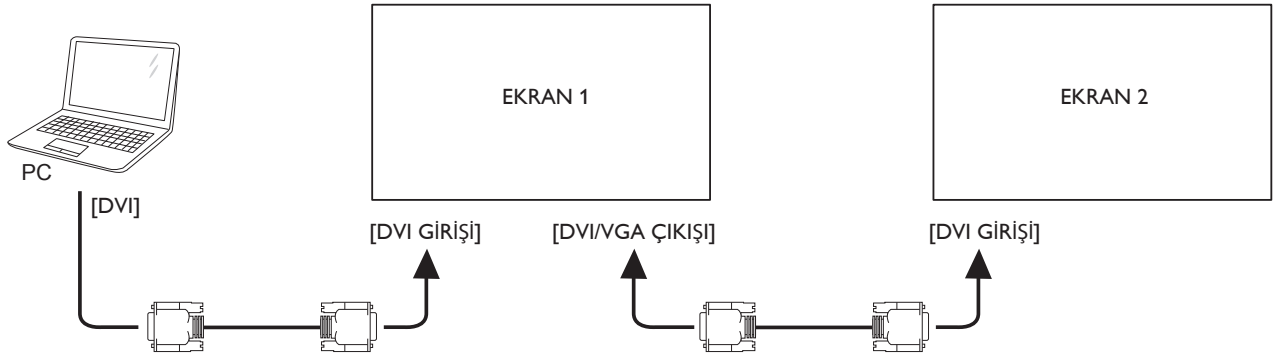 EKRAN 1
EKRAN 2
PC
[DVI]
[DVI GİRİŞİ]
[DVI/VGA ÇIKIŞI]
[DVI GİRİŞİ]